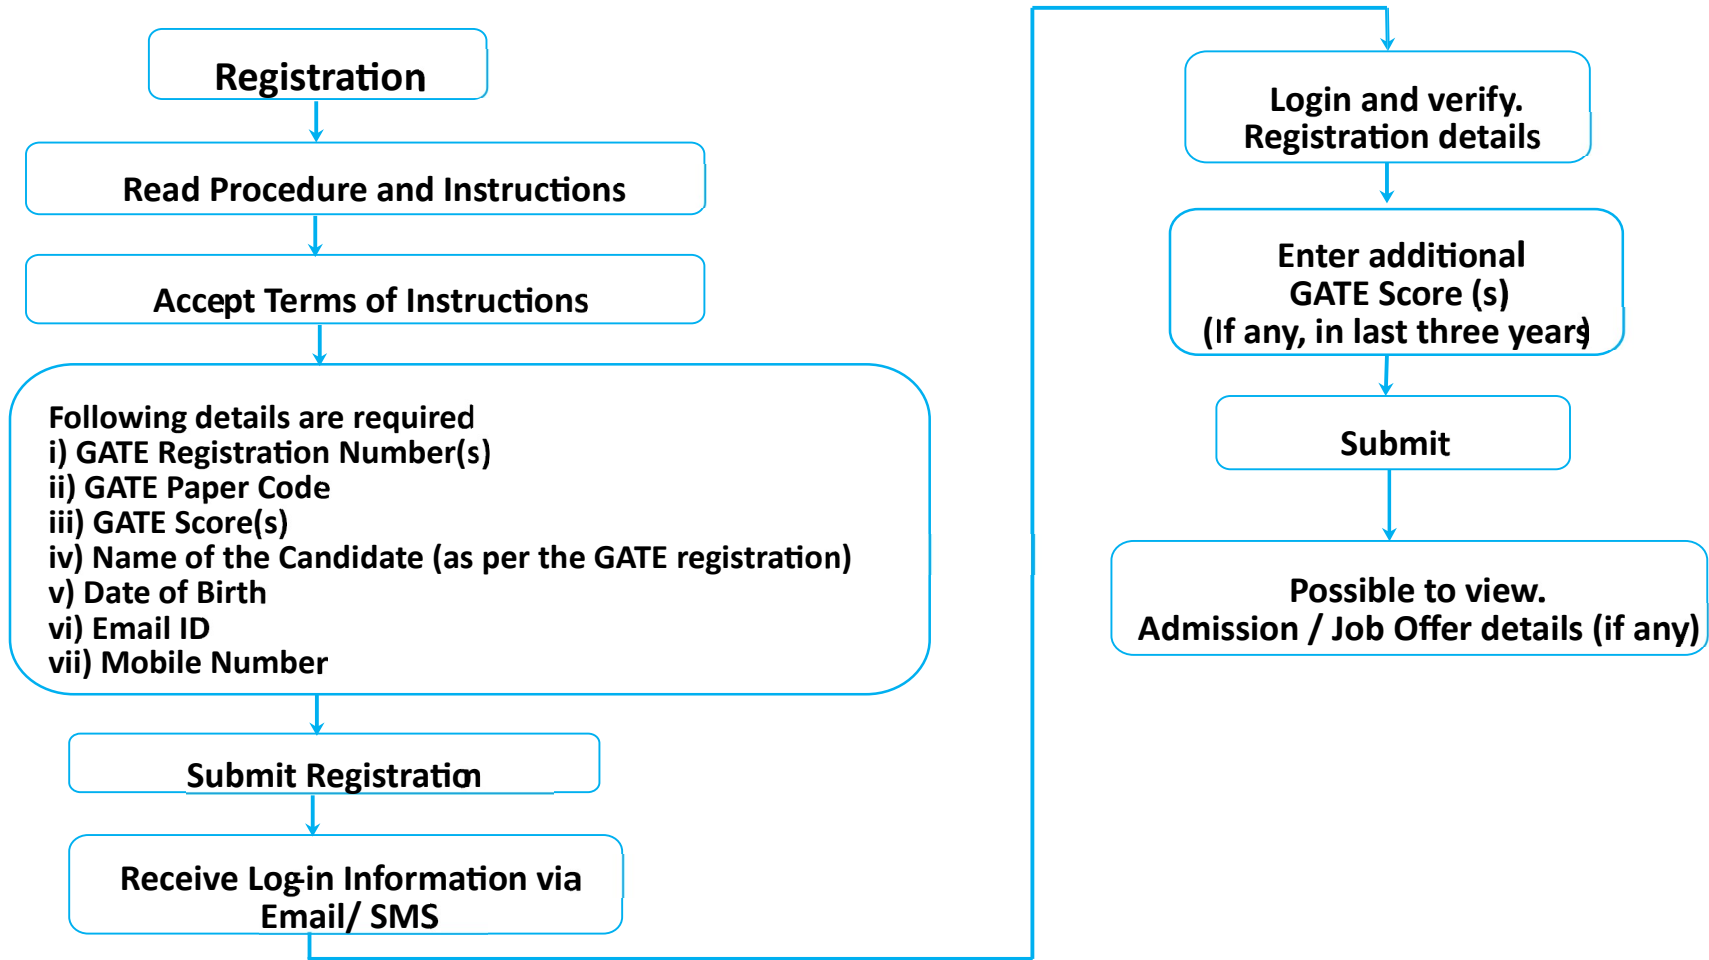 Registration
Read Procedure and Instructions
Accept Terms of Instructions
Following details are required
i) GATE Registration Number(s)
ii) GATE Paper Code
iii) GATE Score(s)
iv) Name of the Candidate (as per the GATE registration)
v) Date of Birth
vi) Email ID
vii) Mobile Number
Submit Registration
Receive Log-in Information via
Email/ SMS
Login and verify.
Registration details
Enter additional
GATE Score (s)
(If any, in last three years)
Submit
Possible to view.
Admission / Job Offer details (if any)